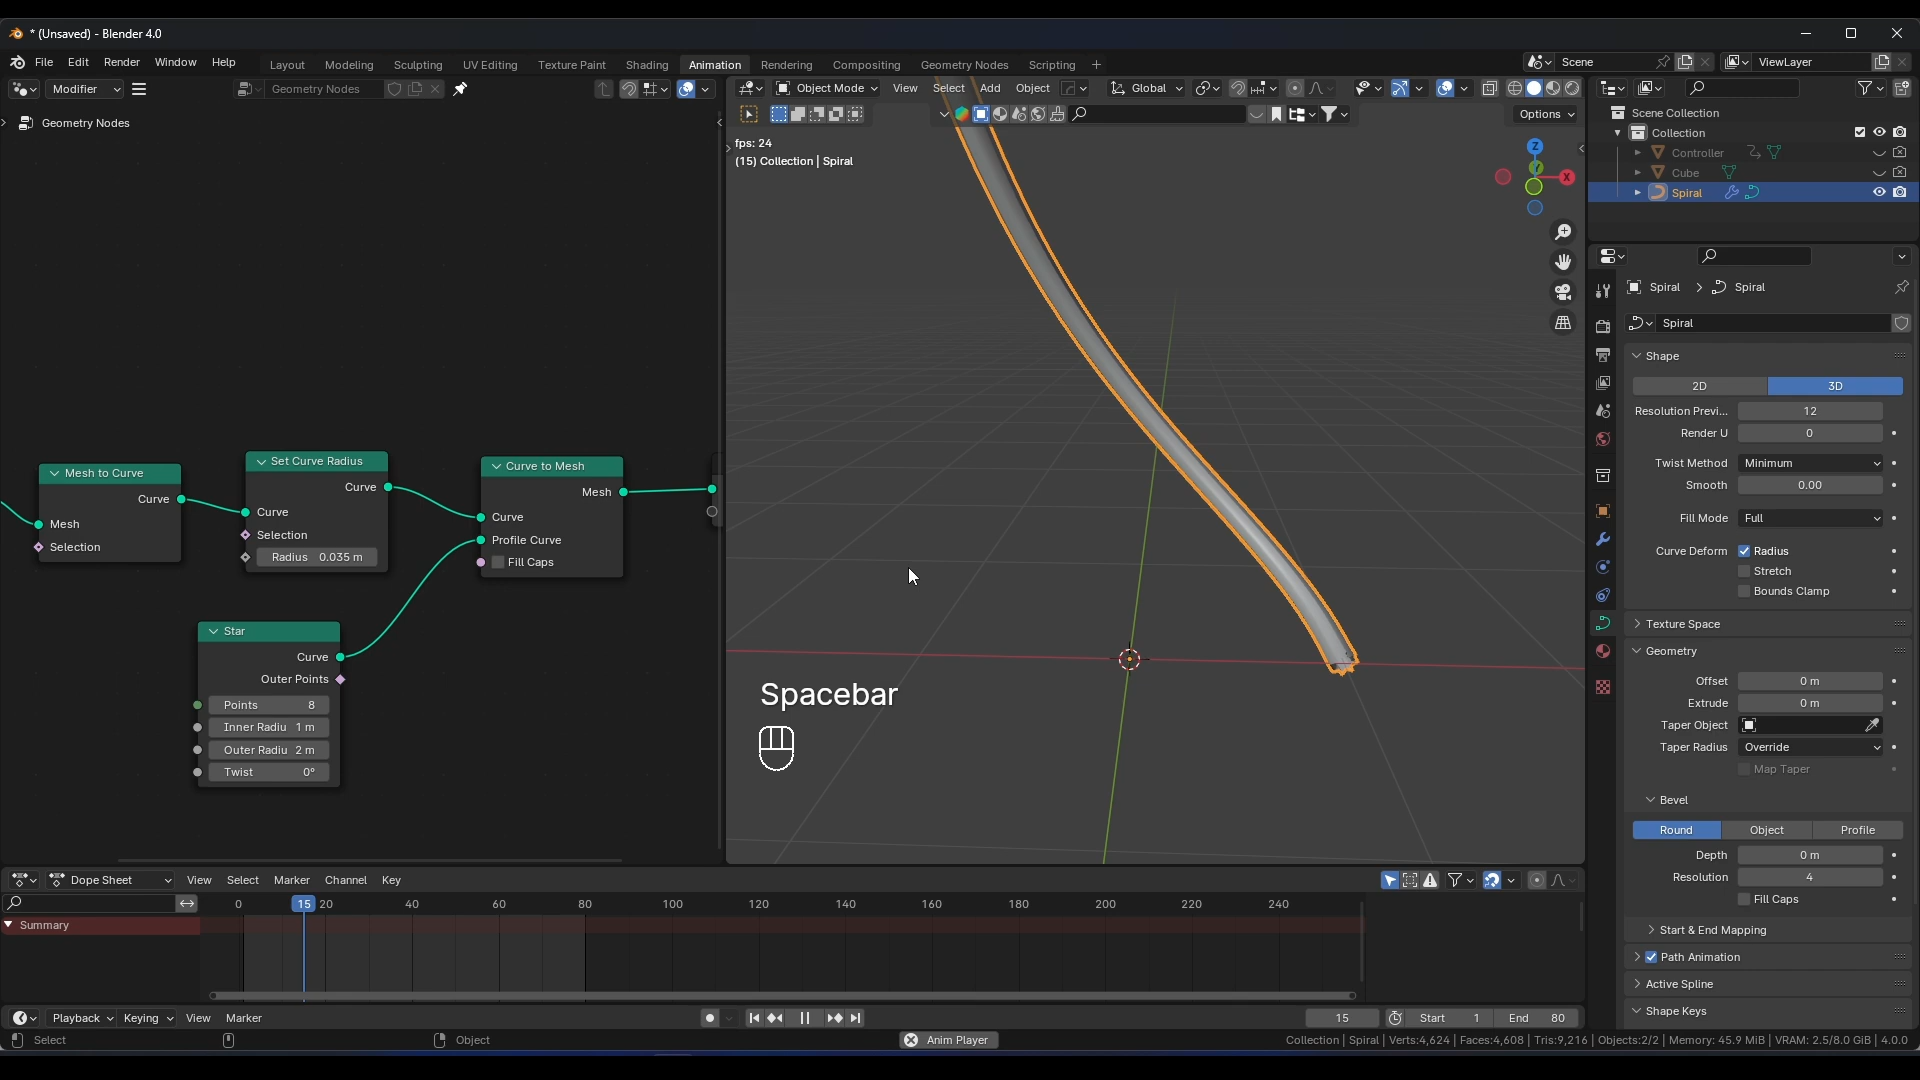 * (Unsaved) - Blender 4.0
File Edit Render Window Help
Layout Modeling Sculpting UV Editing Texture Paint Shading Animation Rendering Compositing Geometry Nodes Scripting +
Scene
ViewLayer
Modifier
Geometry Nodes
Object Mode View Select Add Object
Global
Options
Geometry Nodes
fps: 24
(15) Collection | Spiral
Z
Y
X
Scene Collection
Collection
Controller
Cube
Spiral
Spiral > Spiral
Spiral
Shape
2D 3D
Resolution Previ... 12
Render U 0
Twist Method Minimum
Smooth 0.00
Fill Mode Full
Curve Deform Radius
Stretch
Bounds Clamp
Texture Space
Geometry
Offset 0 m
Extrude 0 m
Taper Object
Taper Radius Override
Map Taper
Bevel
Round Object Profile
Depth 0 m
Resolution 4
Fill Caps
Start & End Mapping
Path Animation
Active Spline
Shape Keys
Mesh to Curve
Curve
Mesh
Selection
Set Curve Radius
Curve
Curve
Selection
Radius 0.035 m
Curve to Mesh
Mesh
Curve
Profile Curve
Fill Caps
Star
Curve
Outer Points
Points 8
Inner Radiu 1 m
Outer Radiu 2 m
Twist 0°
Spacebar
Dope Sheet View Select Marker Channel Key
0 15 20 40 60 80 100 120 140 160 180 200 220 240
Summary
Playback Keying View Marker
15
Start 1
End 80
Select
Object
Anim Player
Collection | Spiral | Verts:4,624 | Faces:4,608 | Tris:9,216 | Objects:2/2 | Memory: 45.9 MiB | VRAM: 2.5/8.0 GiB | 4.0.0